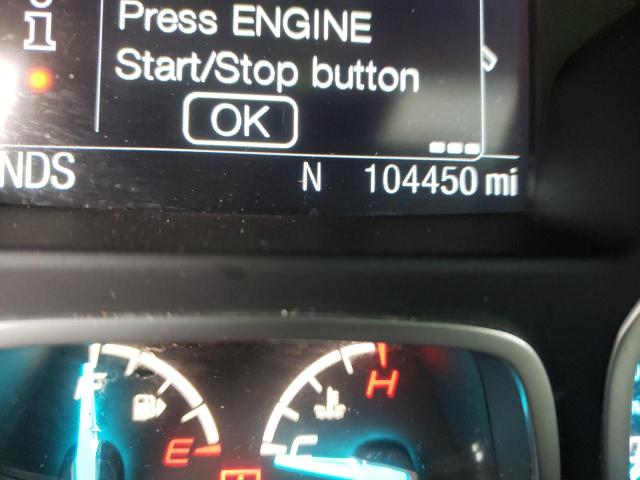 i
Press ENGINE
Start/Stop button
OK
NDS N 104450 mi
F H
E C